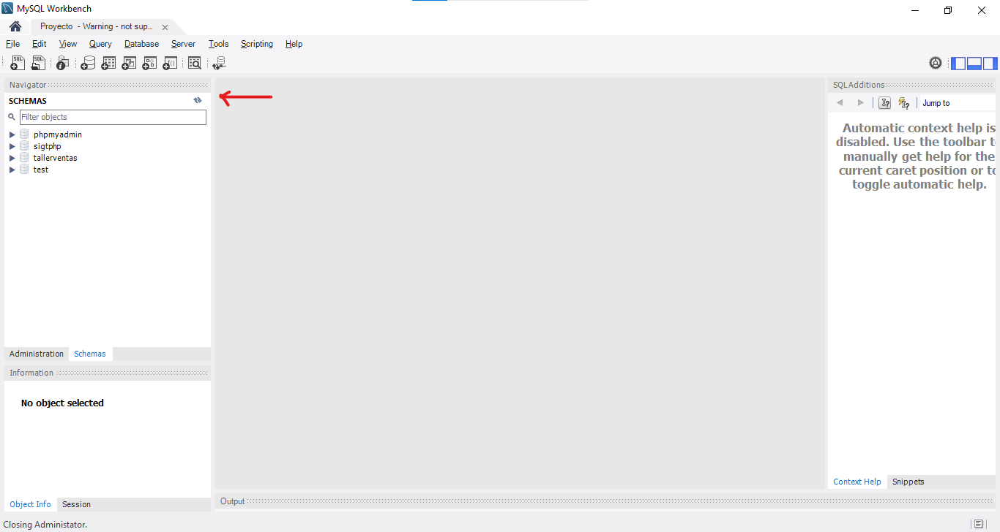 MySQL Workbench
Proyecto - Warning - not sup...
File Edit View Query Database Server Tools Scripting Help
SQL SQL
Navigator
SCHEMAS
Filter objects
phpmyadmin
sigtphp
tallerventas
test
Administration Schemas
Information
No object selected
Object Info Session
Output
SQLAdditions
Jump to
Automatic context help is
disabled. Use the toolbar t
manually get help for the
current caret position or to
toggle automatic help.
Context Help Snippets
Closing Administator.